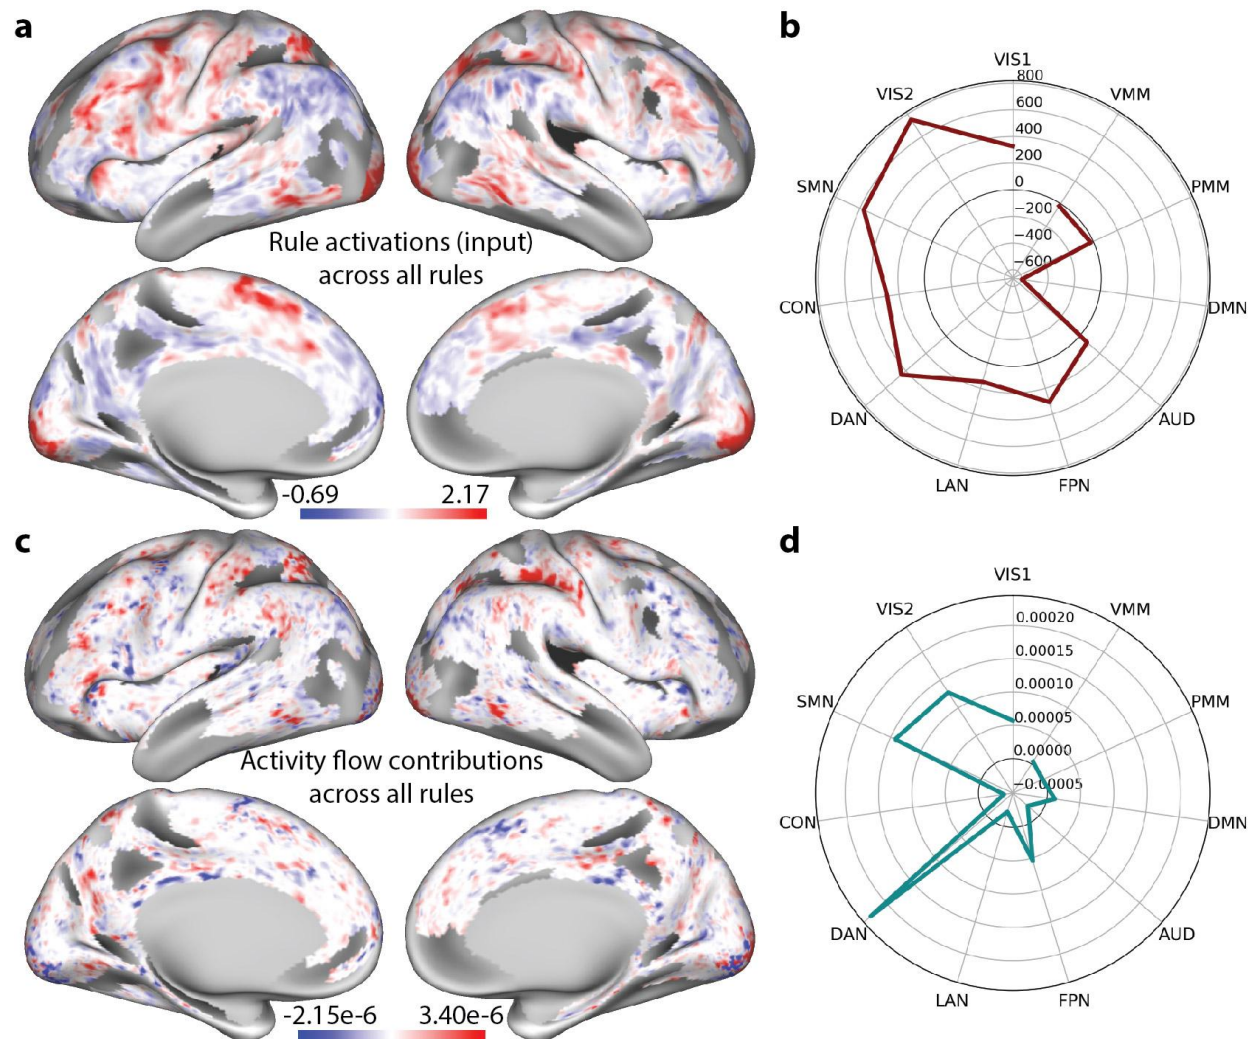 a
b
Rule activations (input)
across all rules
-0.69
2.17
VIS1
800
600
400
200
0
−200
−400
−600
VIS2
VMM
SMN
PMM
CON
DMN
DAN
AUD
LAN
FPN
c
d
Activity flow contributions
across all rules
-2.15e-6
3.40e-6
VIS1
0.00020
0.00015
0.00010
0.00005
0.00000
−0.00005
VIS2
VMM
SMN
PMM
CON
DMN
DAN
AUD
LAN
FPN